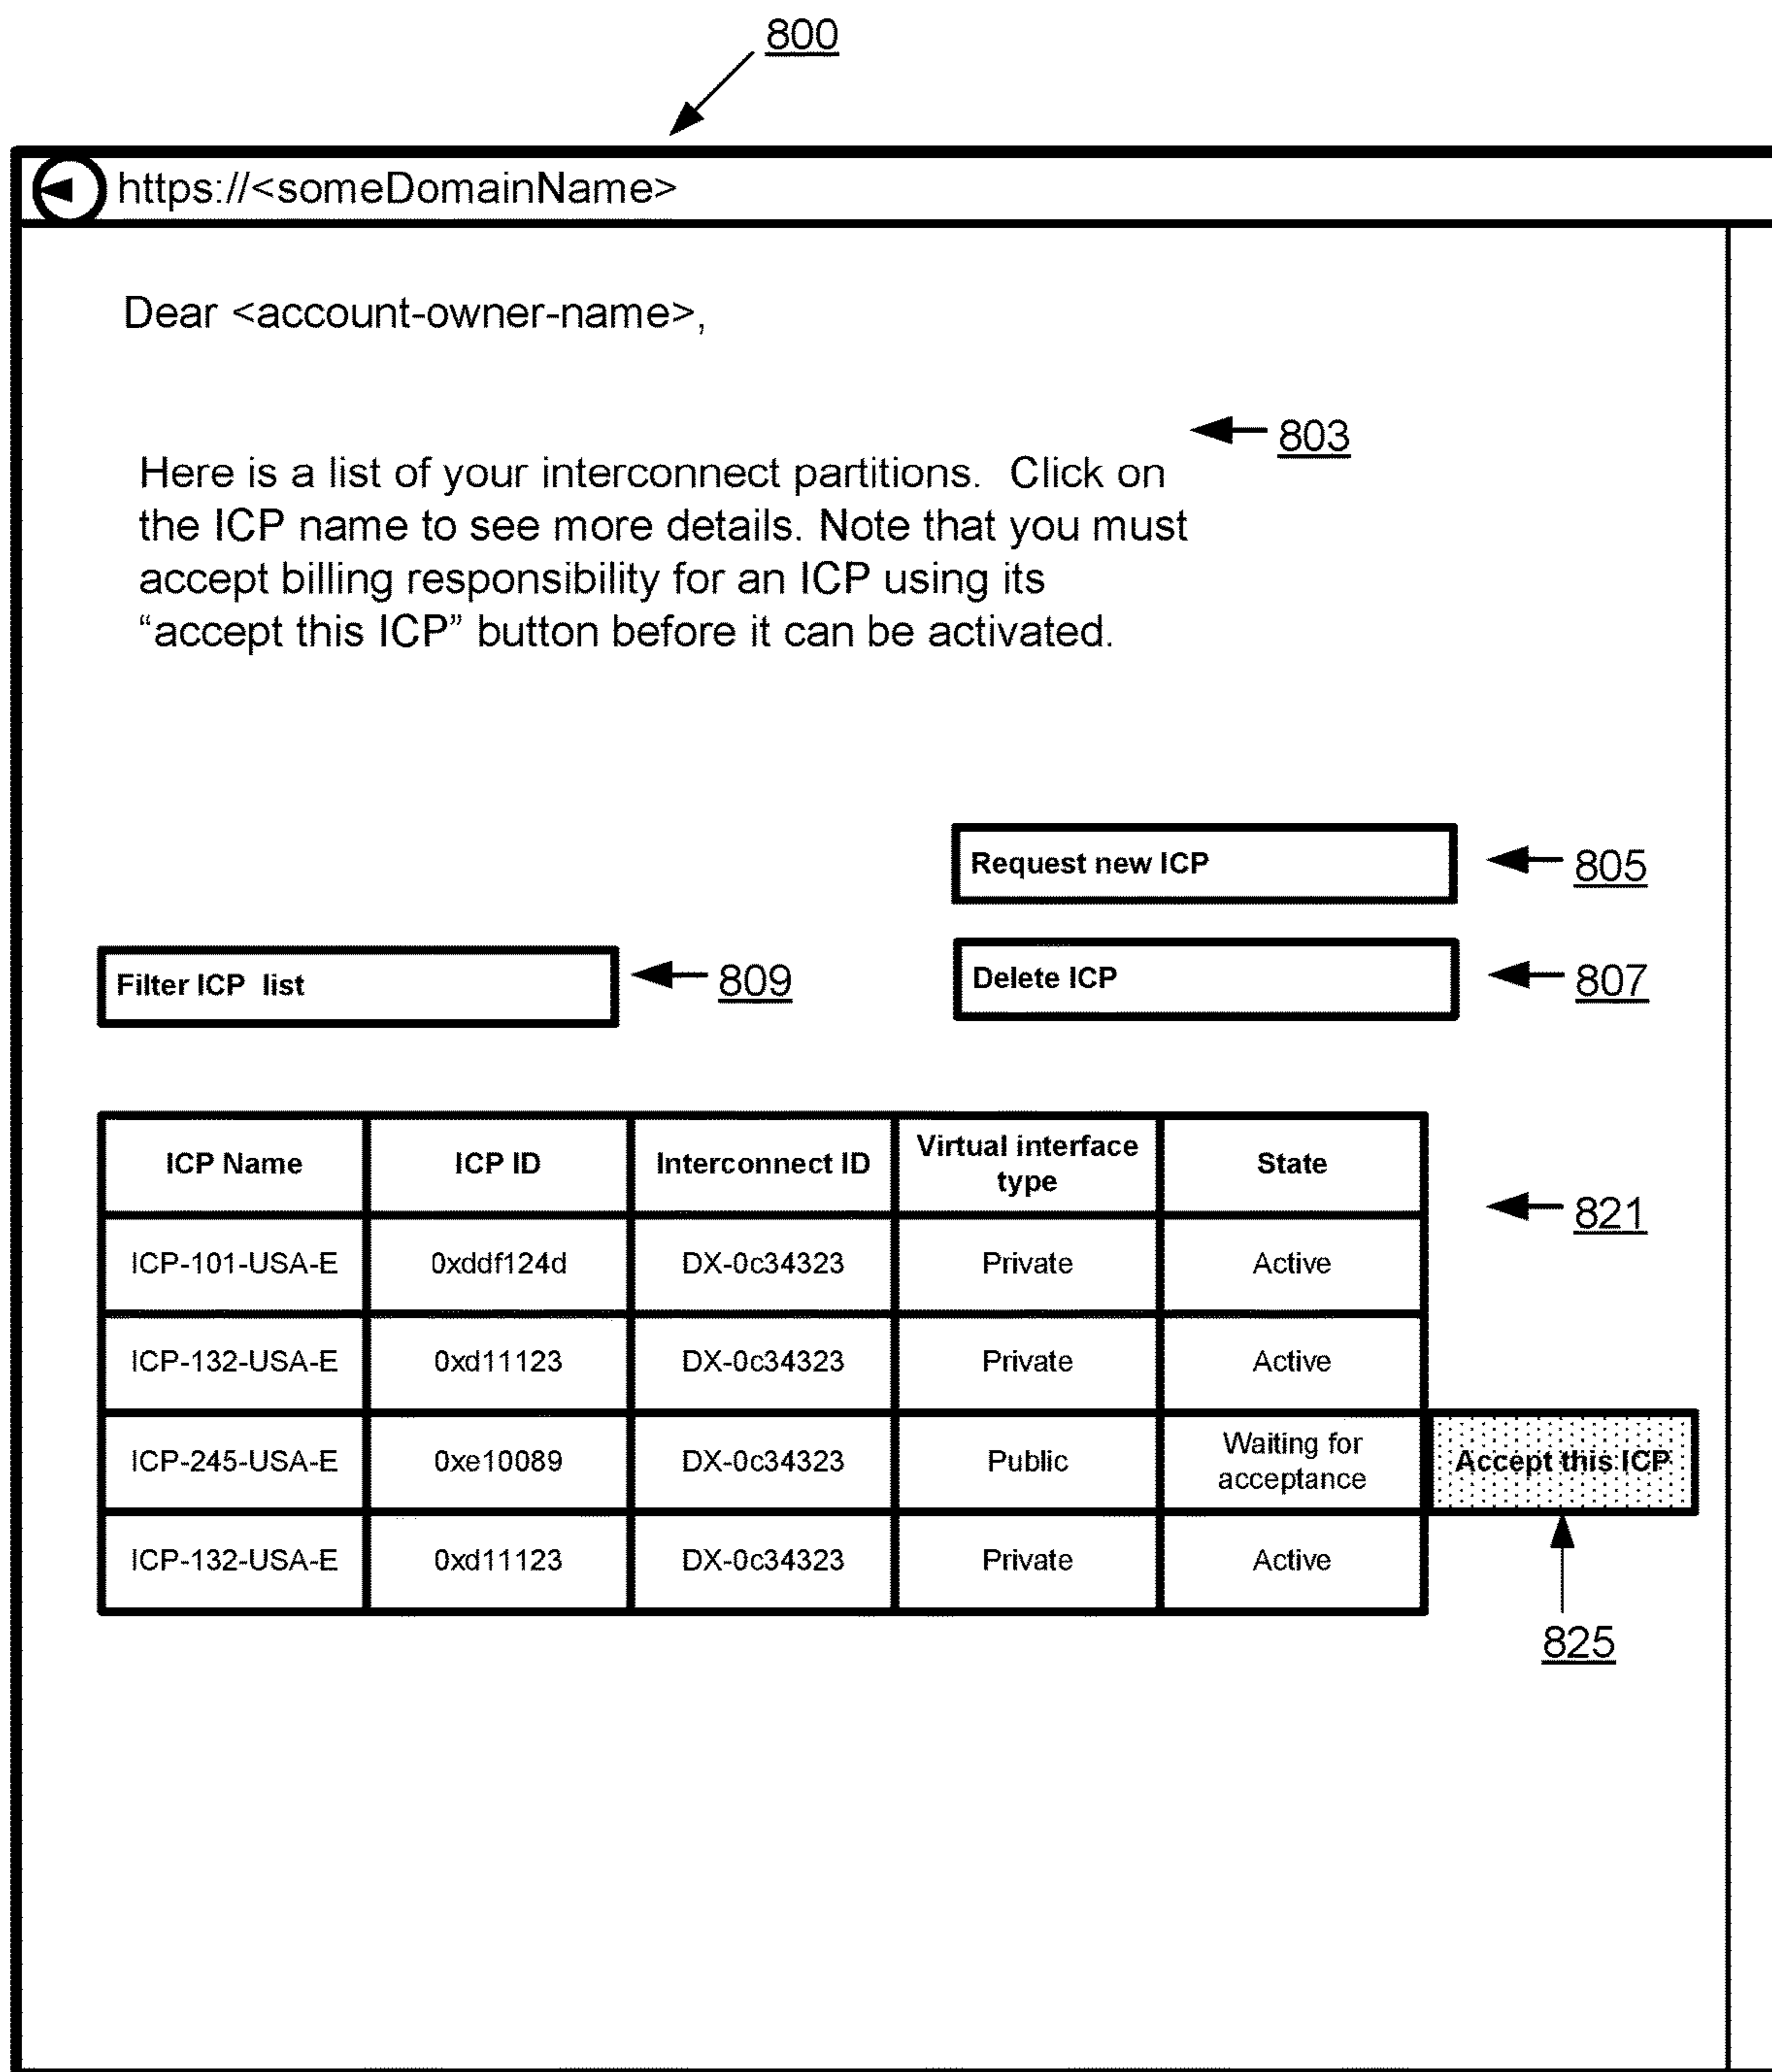 800
https://<someDomainName>
Dear <account-owner-name>,
803
Here is a list of your interconnect partitions.  Click on
the ICP name to see more details. Note that you must
accept billing responsibility for an ICP using its
“accept this ICP” button before it can be activated.
Request new ICP
805
Filter ICP  list
809
Delete ICP
807
ICP Name ICP ID Interconnect ID Virtual interface type State
821
ICP-101-USA-E 0xddf124d DX-0c34323 Private Active
ICP-132-USA-E 0xd11123 DX-0c34323 Private Active
ICP-245-USA-E 0xe10089 DX-0c34323 Public Waiting for acceptance Accept this ICP
ICP-132-USA-E 0xd11123 DX-0c34323 Private Active
825